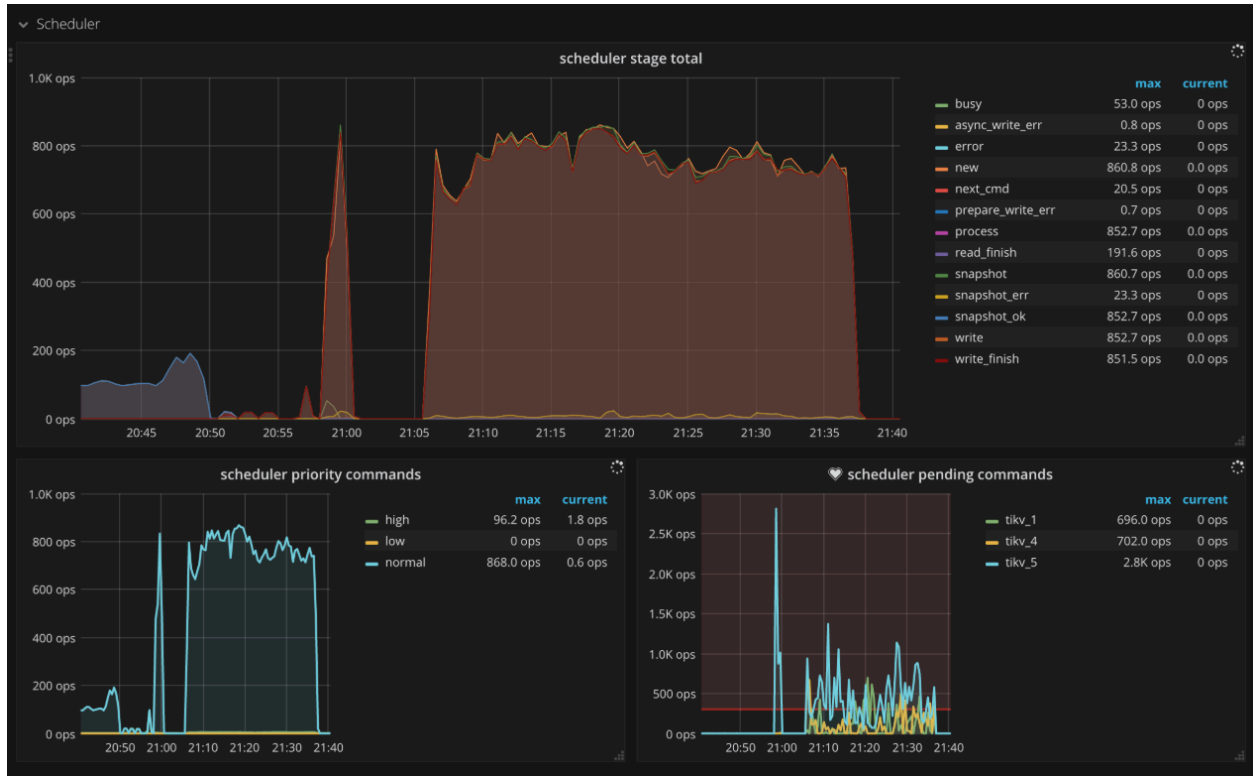 Scheduler
scheduler stage total
1.0K ops
800 ops
600 ops
400 ops
200 ops
0 ops
20:45 20:50 20:55 21:00 21:05 21:10 21:15 21:20 21:25 21:30 21:35 21:40
max current
busy 53.0 ops 0 ops
async_write_err 0.8 ops 0 ops
error 23.3 ops 0 ops
new 860.8 ops 0.0 ops
next_cmd 20.5 ops 0 ops
prepare_write_err 0.7 ops 0 ops
process 852.7 ops 0.0 ops
read_finish 191.6 ops 0 ops
snapshot 860.7 ops 0.0 ops
snapshot_err 23.3 ops 0 ops
snapshot_ok 852.7 ops 0.0 ops
write 852.7 ops 0.0 ops
write_finish 851.5 ops 0.0 ops
scheduler priority commands
1.0K ops
800 ops
600 ops
400 ops
200 ops
0 ops
20:50 21:00 21:10 21:20 21:30 21:40
max current
high 96.2 ops 1.8 ops
low 0 ops 0 ops
normal 868.0 ops 0.6 ops
scheduler pending commands
3.0K ops
2.5K ops
2.0K ops
1.5K ops
1.0K ops
500 ops
0 ops
20:50 21:00 21:10 21:20 21:30 21:40
max current
tikv_1 696.0 ops 0 ops
tikv_4 702.0 ops 0 ops
tikv_5 2.8K ops 0 ops